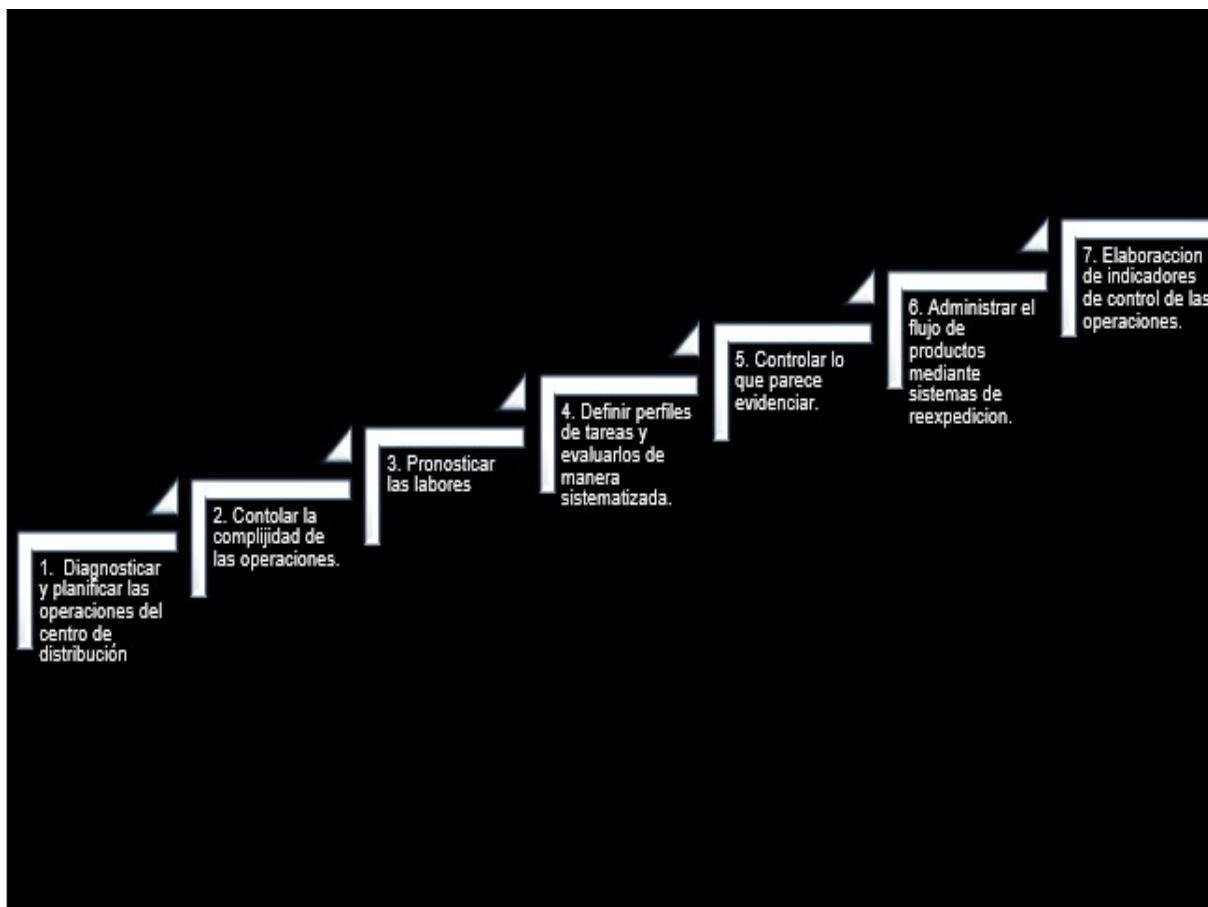 1. Diagnosticar
y planificar las
operaciones del
centro de
distribución
2. Contolar la
complijidad de
las operaciones.
3. Pronosticar
las labores
4. Definir perfiles
de tareas y
evaluarlos de
manera
sistematizada.
5. Controlar lo
que parece
evidenciar.
6. Administrar el
flujo de
productos
mediante
sistemas de
reexpedicion.
7. Elaboraccion
de indicadores
de control de las
operaciones.